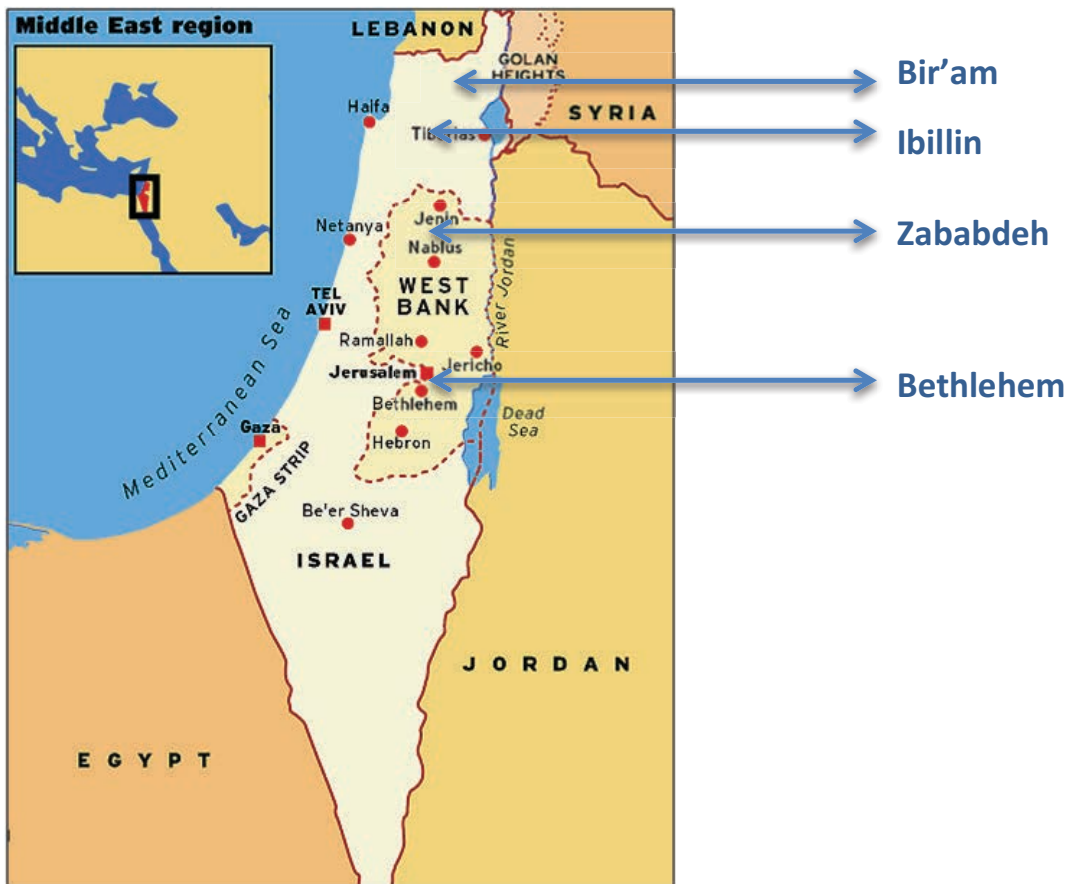 Middle East region
LEBANON
GOLAN
HEIGHTS
Bir’am
Haifa
SYRIA
Tiberias
Ibillin
Jenin
Netanya
Nablus
Zababdeh
WEST
BANK
River Jordan
TEL
AVIV
Ramallah
Jericho
Jerusalem
Bethlehem
Bethlehem
Mediterranean Sea
Dead
Sea
Gaza
Hebron
GAZA STRIP
Be'er Sheva
ISRAEL
JORDAN
EGYPT